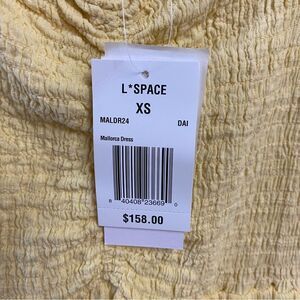 L*SPACE
XS
MALDR24 DAI
Mallorca Dress
8 40408 23669 0
$158.00